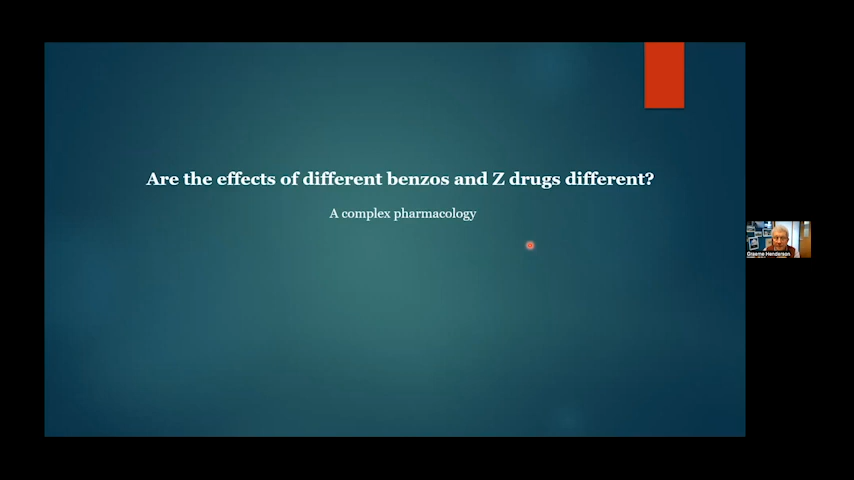 Are the effects of different benzos and Z drugs different?
A complex pharmacology
Graeme Henderson